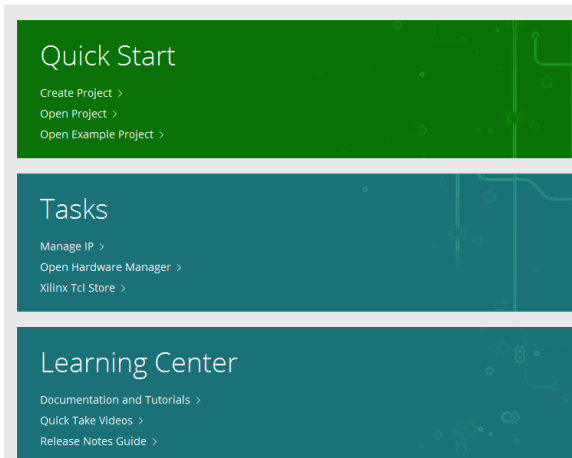 Quick Start
Create Project >
Open Project >
Open Example Project >
Tasks
Manage IP >
Open Hardware Manager >
Xilinx Tcl Store >
Learning Center
Documentation and Tutorials >
Quick Take Videos >
Release Notes Guide >